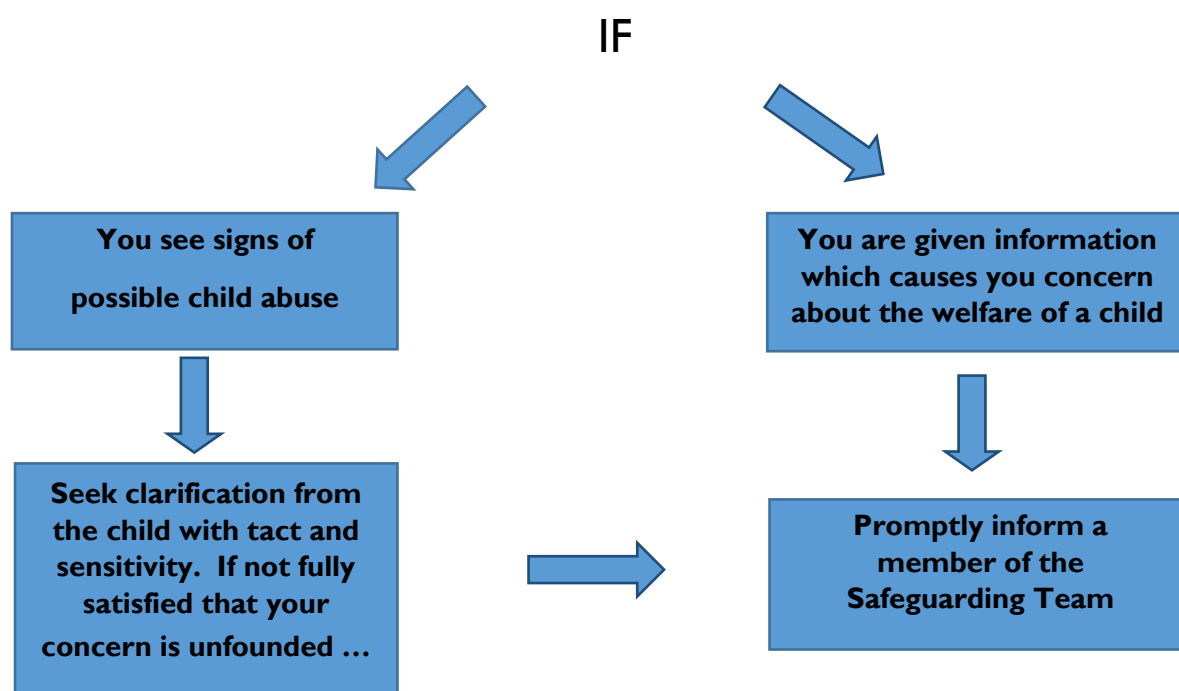 IF
You see signs of
possible child abuse
You are given information
which causes you concern
about the welfare of a child
Seek clarification from
the child with tact and
sensitivity.  If not fully
satisfied that your
concern is unfounded …
Promptly inform a
member of the
Safeguarding Team